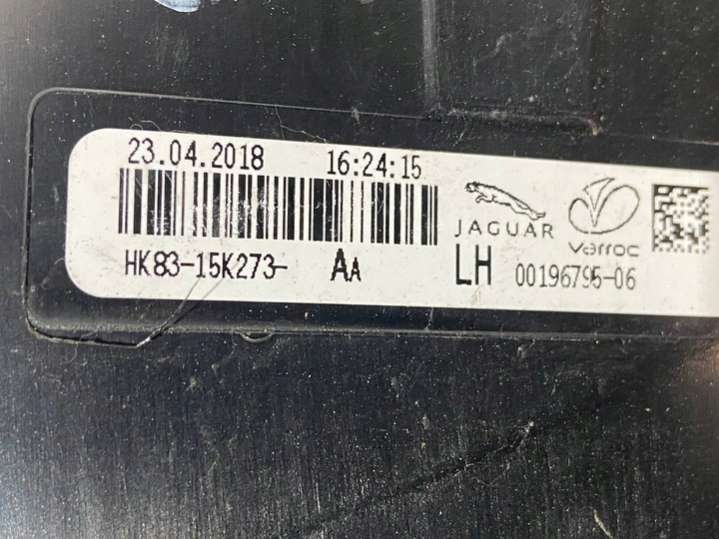 23.04.2018 16:24:15
JAGUAR
Varroc
HK83-15K273- AA LH 00196795-06